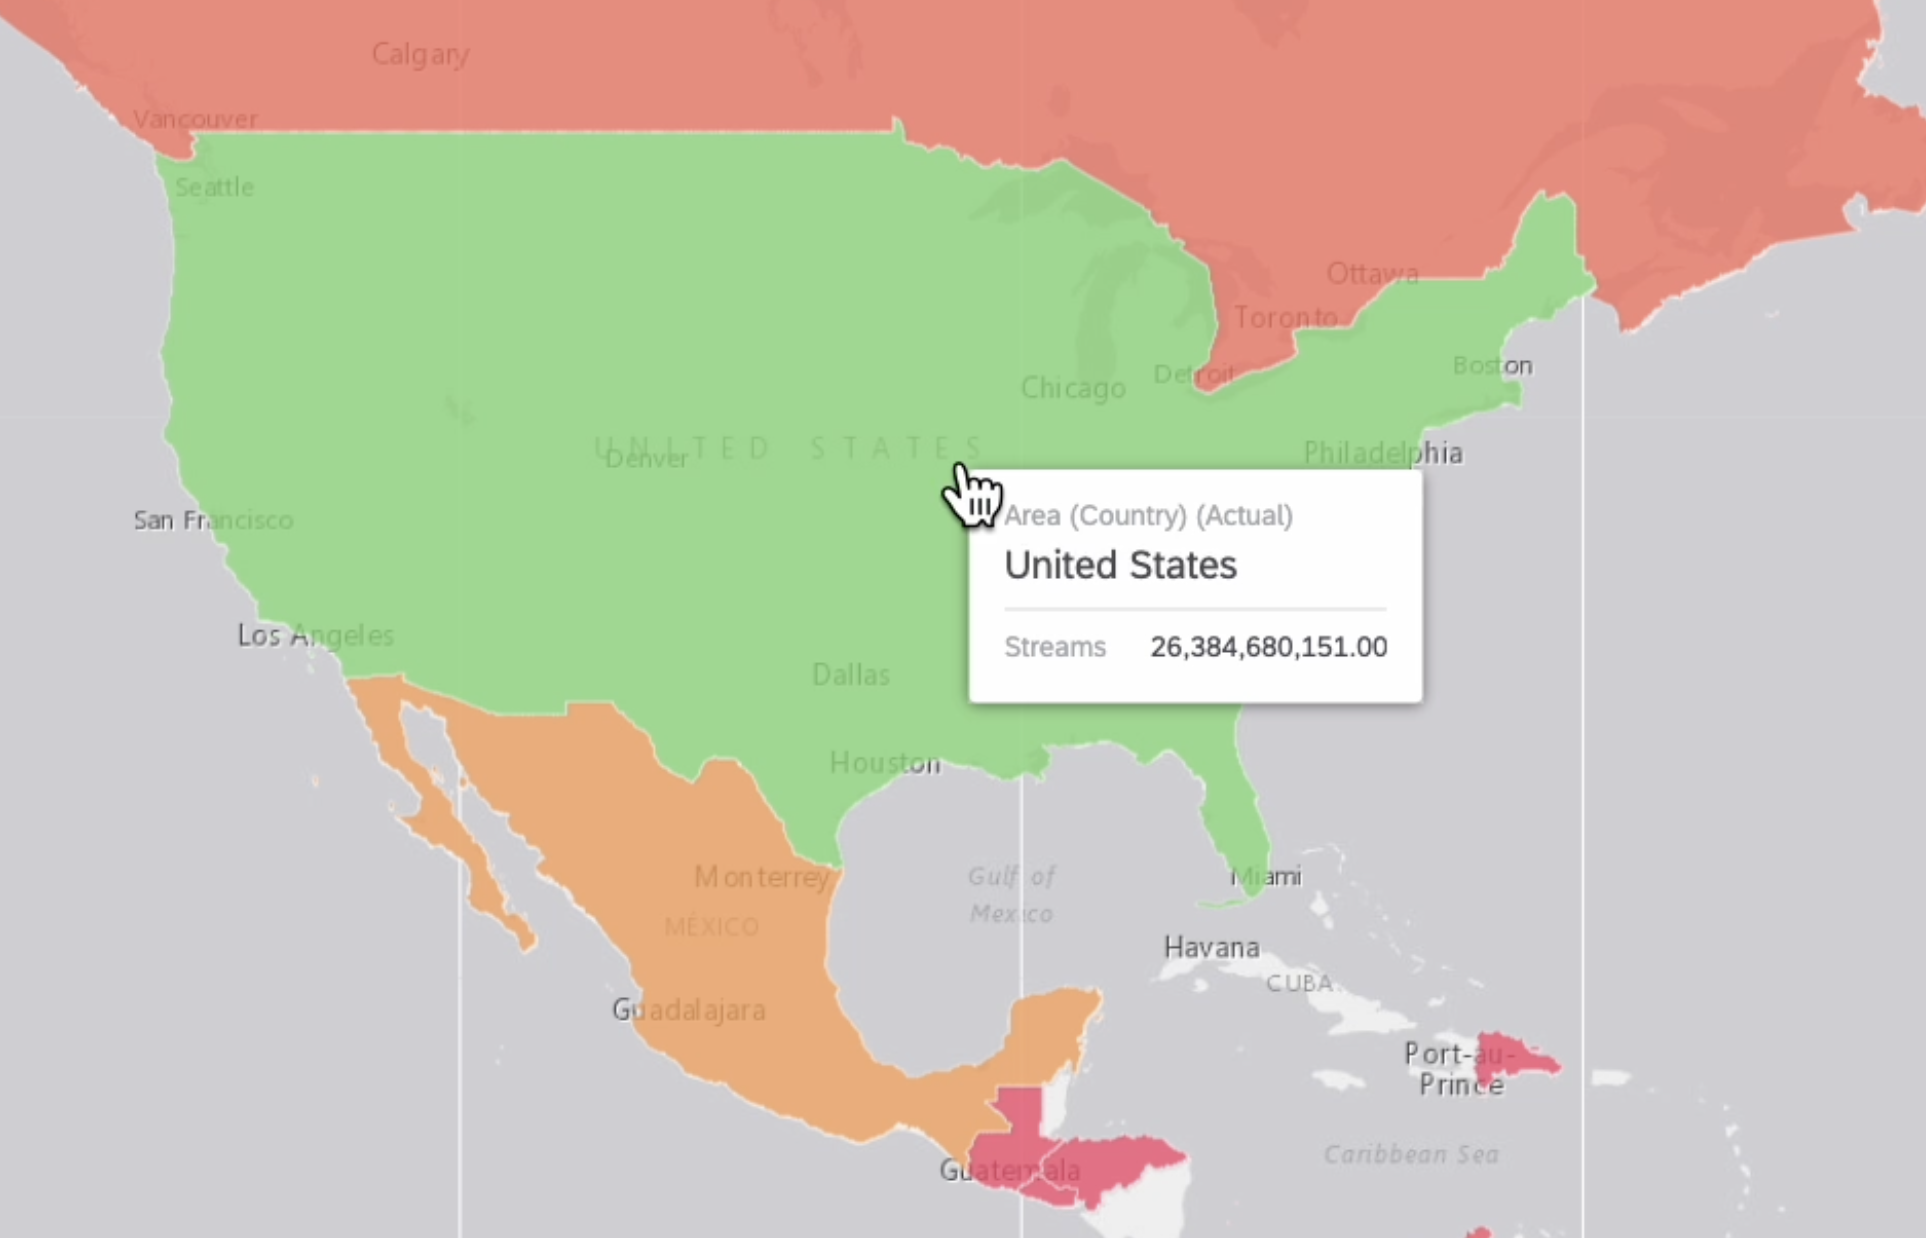 Calgary
Vancouver
Seattle
Ottawa
Toronto
Boston
Detroit
Chicago
UNITED STATES
Denver
Philadelphia
San Francisco
Area (Country) (Actual)
United States
Streams 26,384,680,151.00
Los Angeles
Dallas
Houston
Monterrey
Gulf of
Mexico
Miami
MÉXICO
Havana
CUBA
Guadalajara
Port-au-
Prince
Caribbean Sea
Guatemala